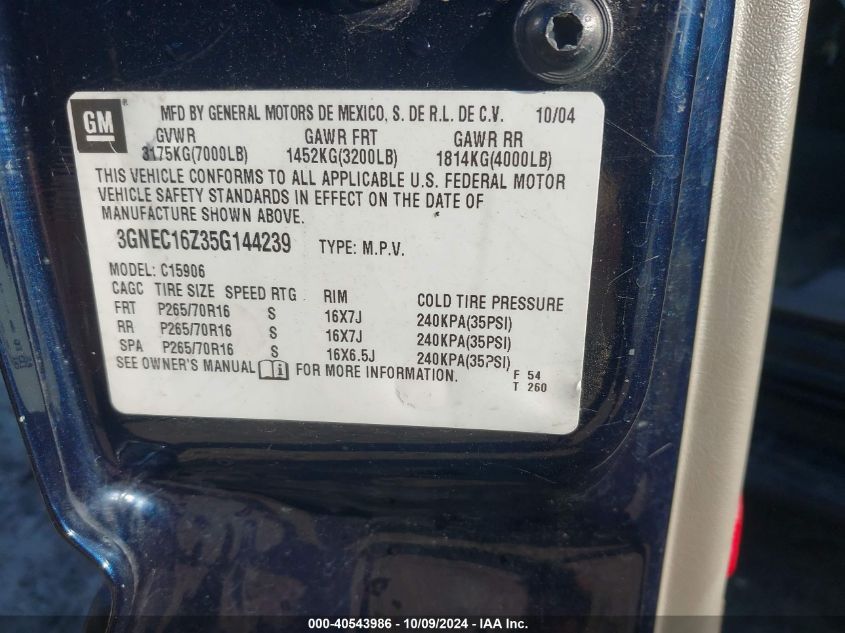 GM MFD BY GENERAL MOTORS DE MEXICO, S. DE R.L. DE C.V. 10/04
GVWR GAWR FRT GAWR RR
3175KG(7000LB) 1452KG(3200LB) 1814KG(4000LB)
THIS VEHICLE CONFORMS TO ALL APPLICABLE U.S. FEDERAL MOTOR
VEHICLE SAFETY STANDARDS IN EFFECT ON THE DATE OF
MANUFACTURE SHOWN ABOVE.
3GNEC16Z35G144239 TYPE: M.P.V.
MODEL: C15906
CAGC TIRE SIZE SPEED RTG RIM COLD TIRE PRESSURE
FRT P265/70R16 S 16X7J 240KPA(35PSI)
RR P265/70R16 S 16X7J 240KPA(35PSI)
SPA P265/70R16 S 16X6.5J 240KPA(35PSI)
SEE OWNER'S MANUAL i FOR MORE INFORMATION.
F 54
T 260
000-40543986 - 10/09/2024 - IAA Inc.